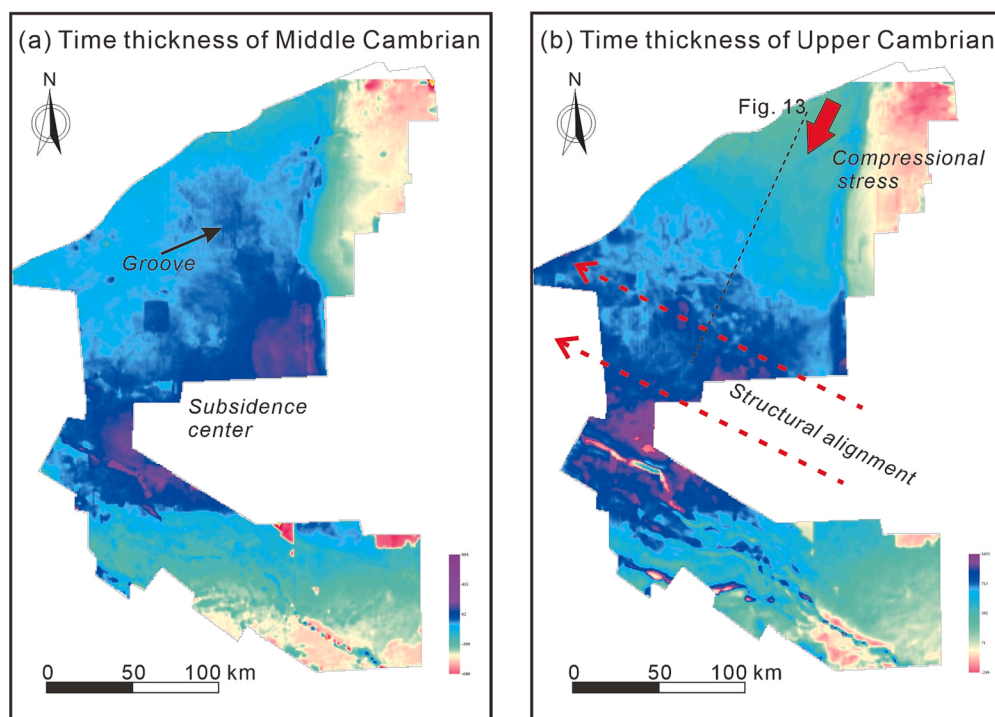 (a) Time thickness of Middle Cambrian
N
Groove
Subsidence
center
0 50 100 km
(b) Time thickness of Upper Cambrian
N
Fig. 13
Compressional
stress
Structural alignment
0 50 100 km